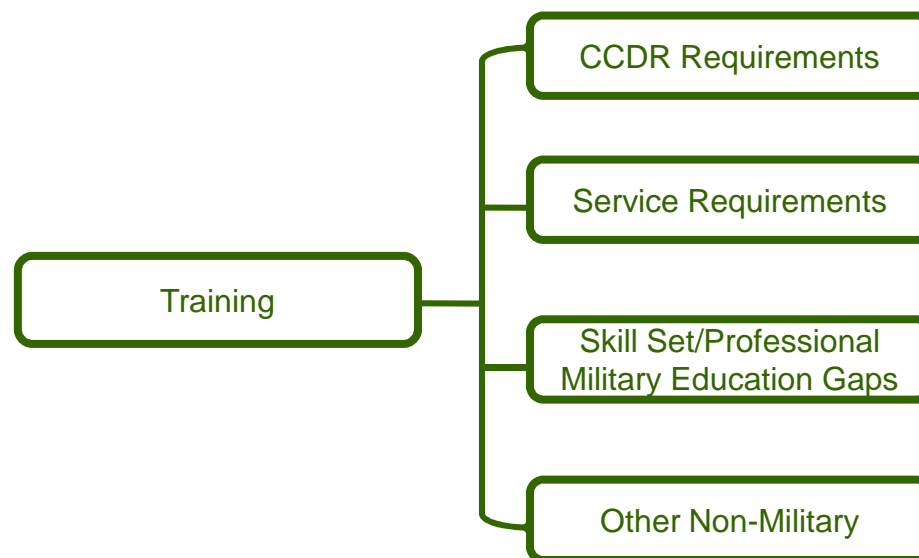 CCDR Requirements
Service Requirements
Training
Skill Set/Professional
Military Education Gaps
Other Non-Military